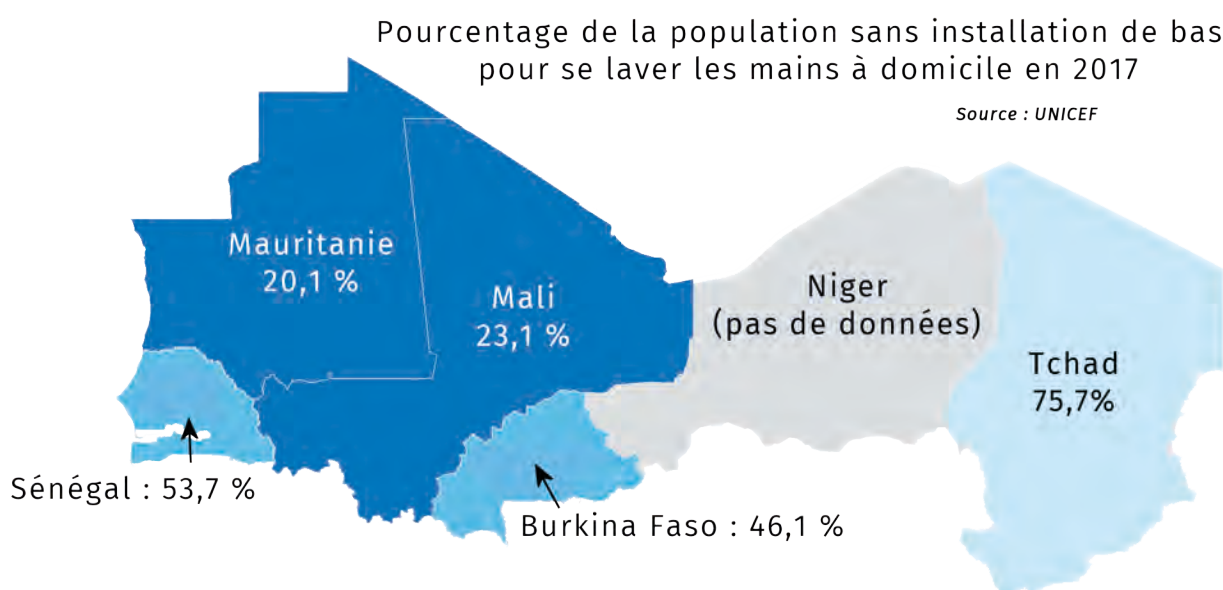 Pourcentage de la population sans installation de bas
pour se laver les mains à domicile en 2017
Source : UNICEF
Mauritanie
20,1 %
Mali
23,1 %
Niger
(pas de données)
Tchad
75,7%
Sénégal : 53,7 %
Burkina Faso : 46,1 %